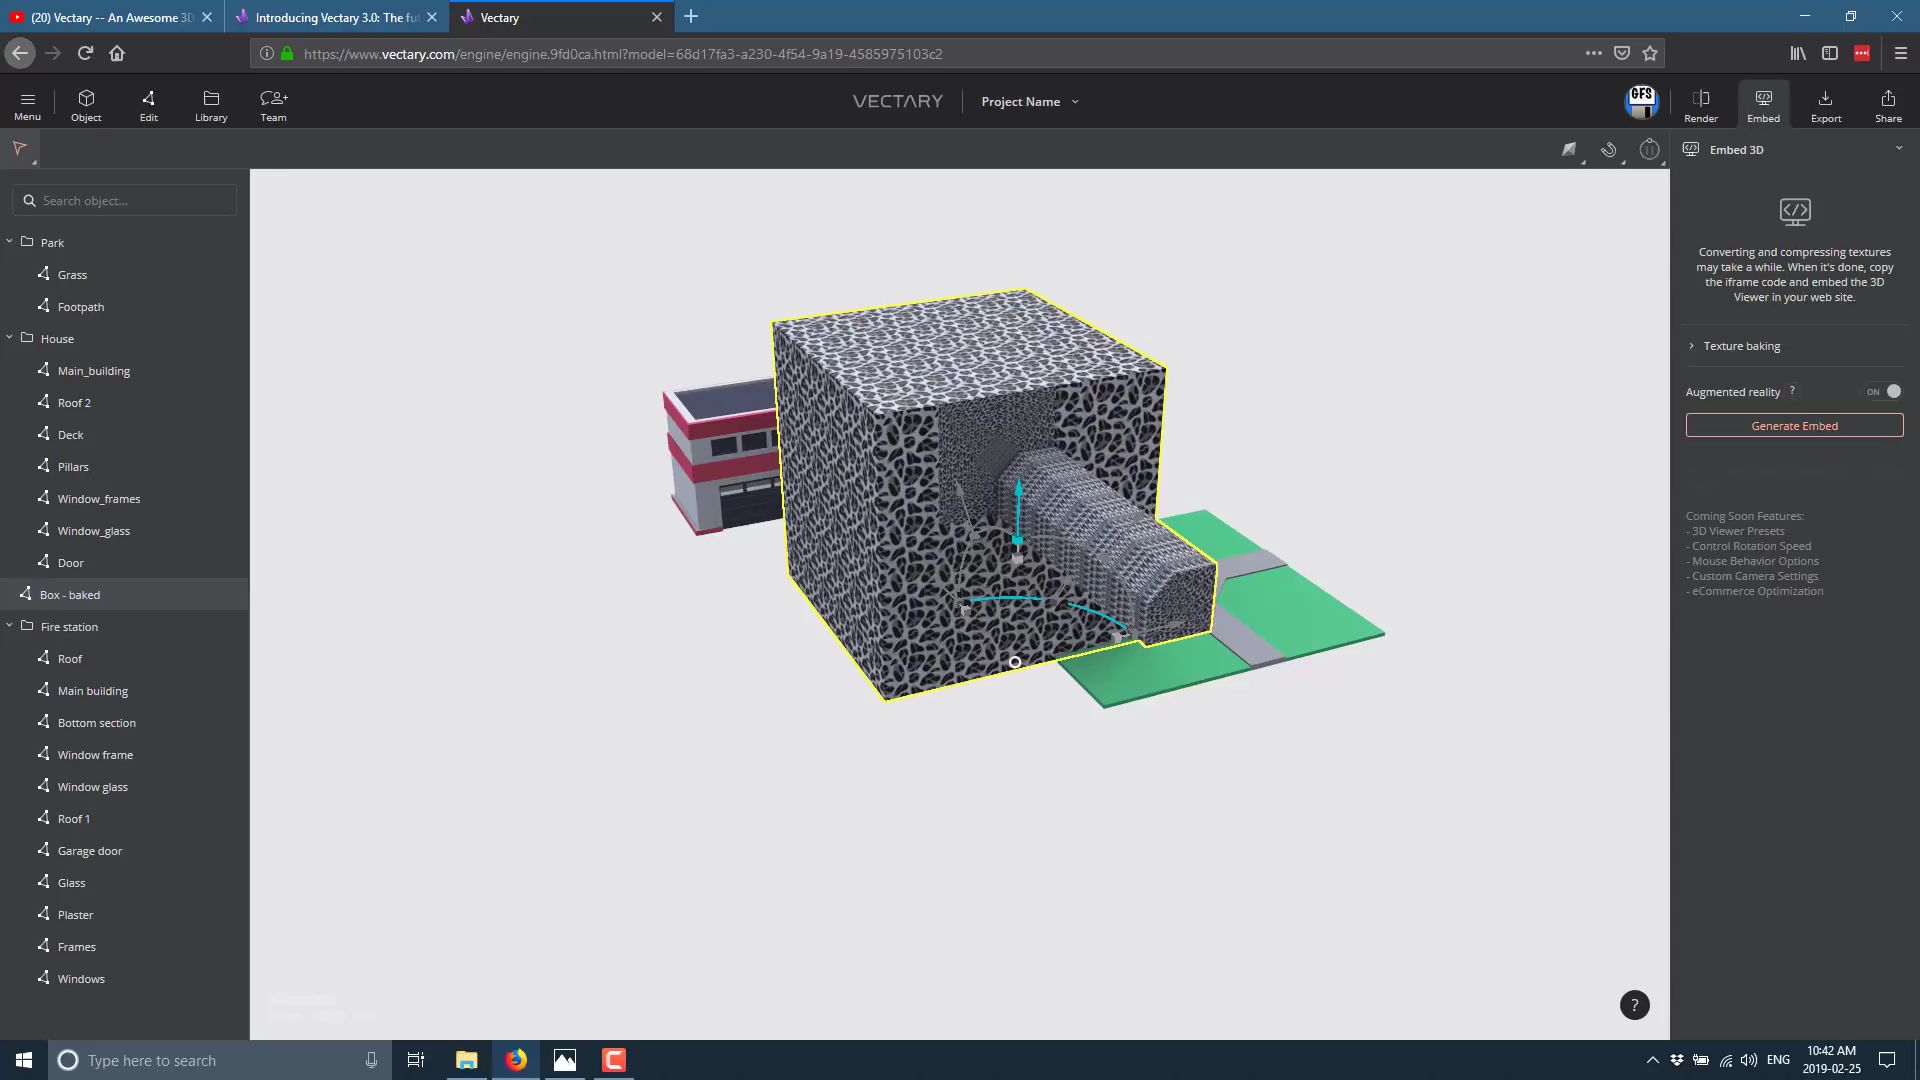 (20) Vectary -- An Awesome 3D
Introducing Vectary 3.0: The fut
Vectary
https://www.vectary.com/engine/engine.9fd0ca.html?model=68d17fa3-a230-4f54-9a19-4585975103c2
Menu
Object
Edit
Library
Team
VECTARY
Project Name
GFS
Render
Embed
Export
Share
Embed 3D
Search object...
Park
Grass
Footpath
House
Main_building
Roof 2
Deck
Pillars
Window_frames
Window_glass
Door
Box - baked
Fire station
Roof
Main building
Bottom section
Window frame
Window glass
Roof 1
Garage door
Glass
Plaster
Frames
Windows
Converting and compressing textures
may take a while. When it's done, copy
the iframe code and embed the 3D
Viewer in your web site.
Texture baking
Augmented reality ?
ON
Generate Embed
Coming Soon Features:
- 3D Viewer Presets
- Control Rotation Speed
- Mouse Behavior Options
- Custom Camera Settings
- eCommerce Optimization
?
Type here to search
ENG
10:42 AM
2019-02-25